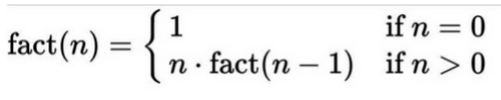 fact(n) = { 1 if n = 0
n · fact(n − 1) if n > 0